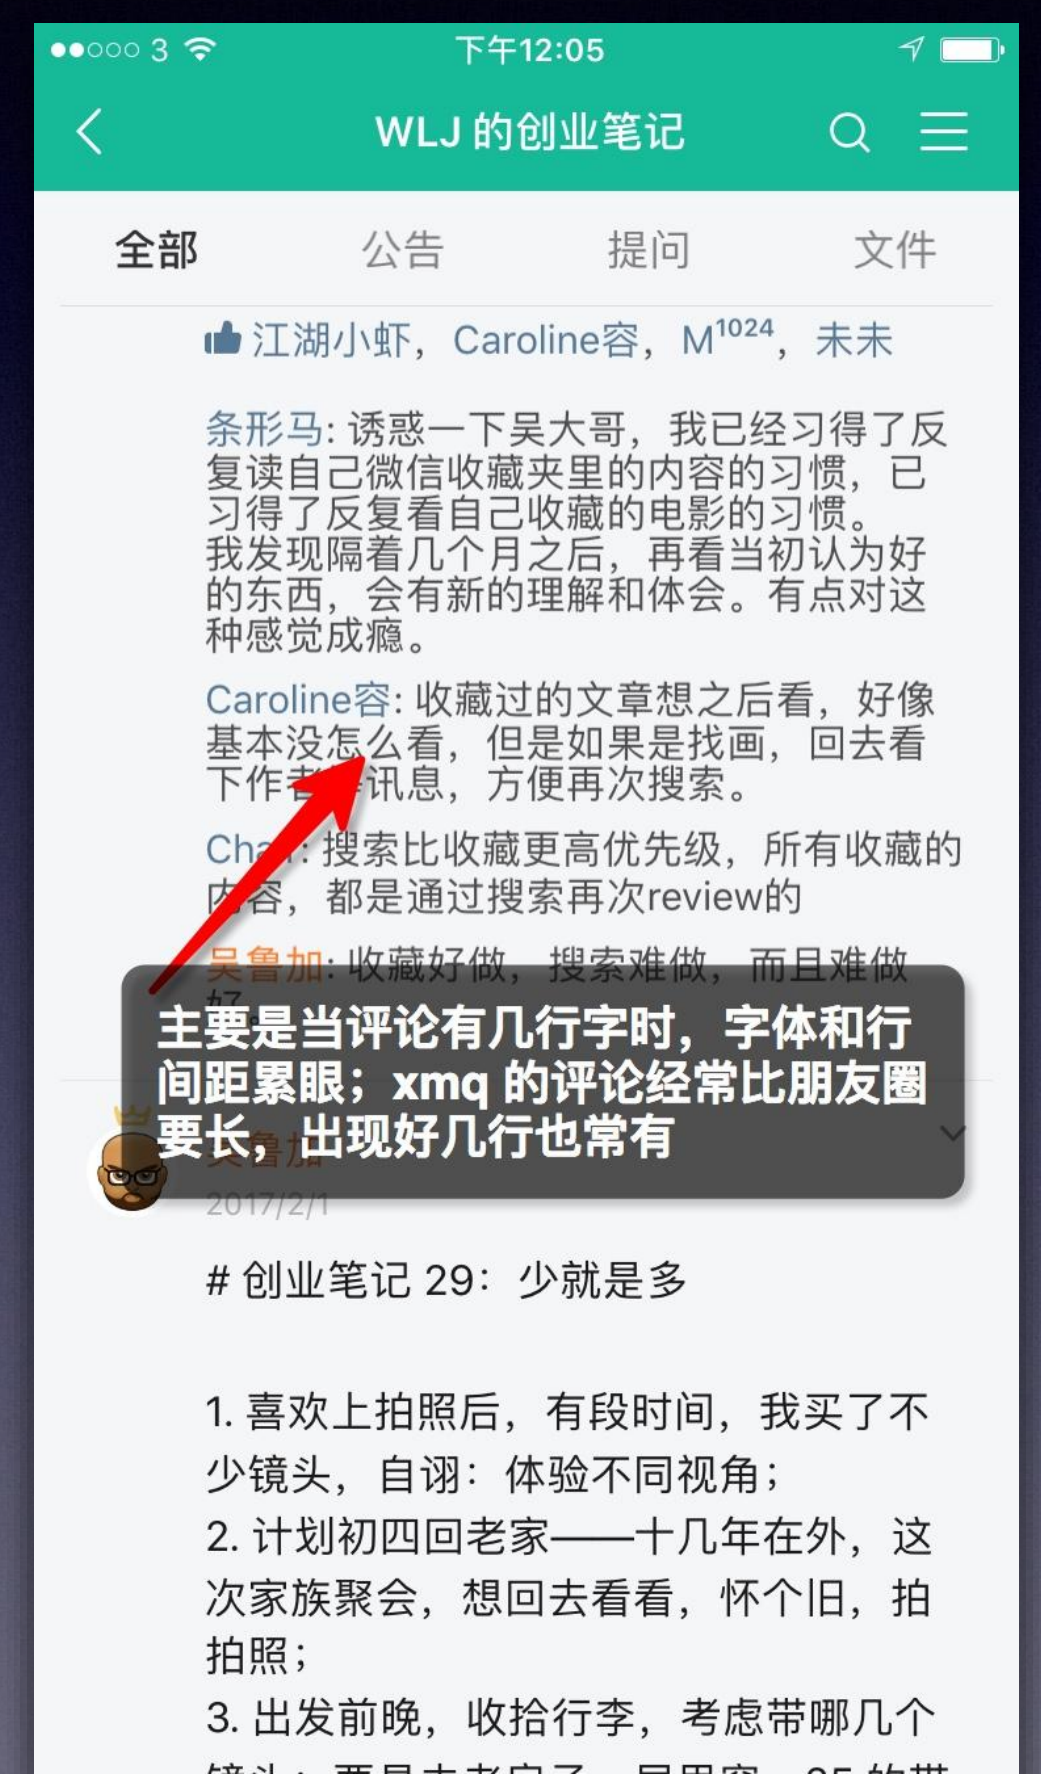 3 下午12:05
WLJ 的创业笔记
全部 公告 提问 文件
江湖小虾，Caroline容，M1024，未未
条形马: 诱惑一下吴大哥，我已经习得了反
复读自己微信收藏夹里的内容的习惯，已
习得了反复看自己收藏的电影的习惯。
我发现隔着几个月之后，再看当初认为好
的东西，会有新的理解和体会。有点对这
种感觉成瘾。
Caroline容: 收藏过的文章想之后看，好像
基本没怎么看，但是如果是找画，回去看
下作者等讯息，方便再次搜索。
: 搜索比收藏更高优先级，所有收藏的
内容，都是通过搜索再次review的
吴鲁加: 收藏好做，搜索难做，而且难做
好。
主要是当评论有几行字时，字体和行
间距累眼；xmq 的评论经常比朋友圈
要长，出现好几行也常有
吴鲁加
2017/2/1
# 创业笔记 29：少就是多
1. 喜欢上拍照后，有段时间，我买了不
少镜头，自诩：体验不同视角；
2. 计划初四回老家——十几年在外，这
次家族聚会，想回去看看，怀个旧，拍
拍照；
3. 出发前晚，收拾行李，考虑带哪几个